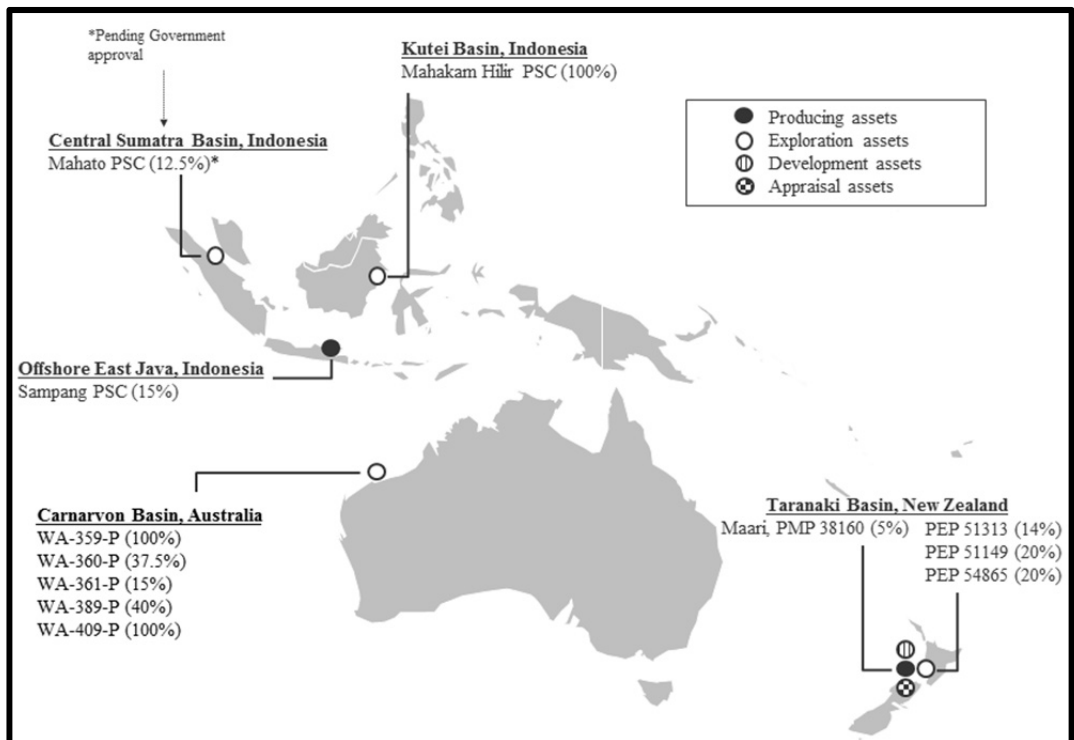 *Pending Government
approval
Kutei Basin, Indonesia
Mahakam Hilir PSC (100%)
Producing assets
Exploration assets
Development assets
Appraisal assets
Central Sumatra Basin, Indonesia
Mahato PSC (12.5%)*
Offshore East Java, Indonesia
Sampang PSC (15%)
Carnarvon Basin, Australia
WA-359-P (100%)
WA-360-P (37.5%)
WA-361-P (15%)
WA-389-P (40%)
WA-409-P (100%)
Taranaki Basin, New Zealand
Maari, PMP 38160 (5%)
PEP 51313 (14%)
PEP 51149 (20%)
PEP 54865 (20%)